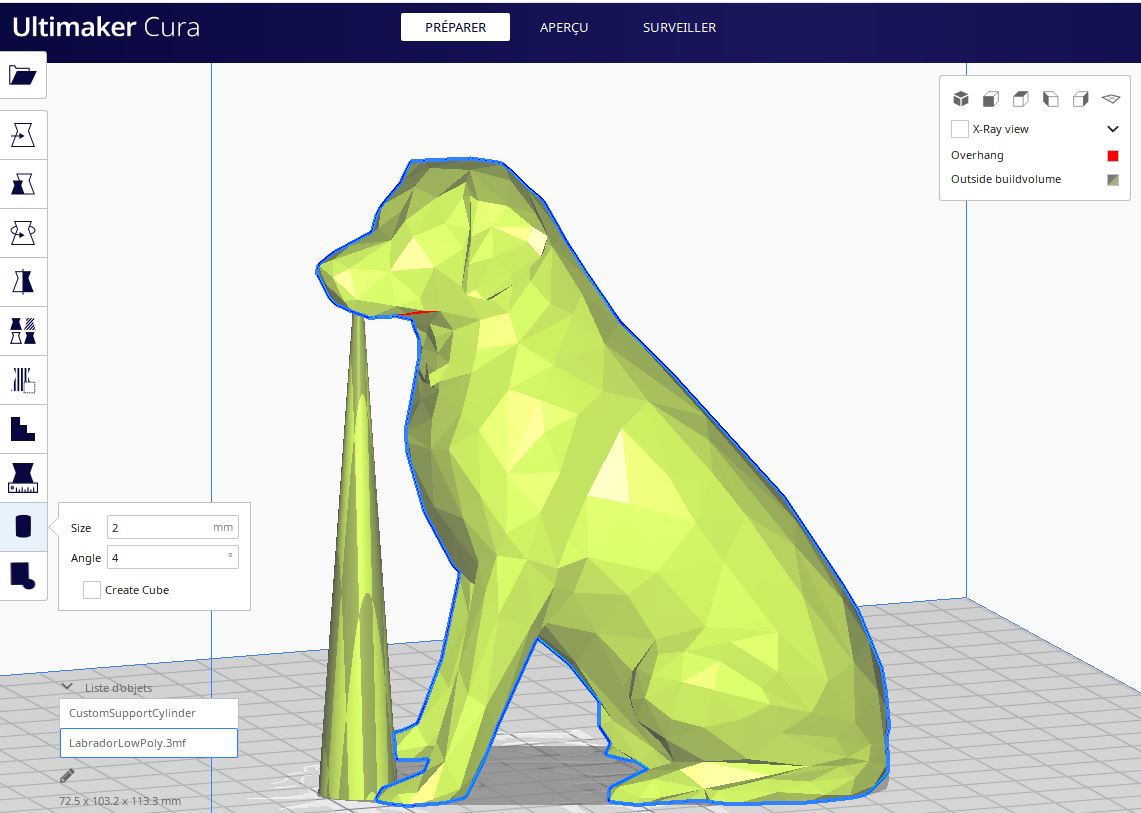 Ultimaker Cura
PRÉPARER
APERÇU
SURVEILLER
X-Ray view
Overhang
Outside buildvolume
Size 2 mm
Angle 4 °
Create Cube
Liste d'objets
CustomSupportCylinder
LabradorLowPoly.3mf
72.5 x 103.2 x 113.3 mm